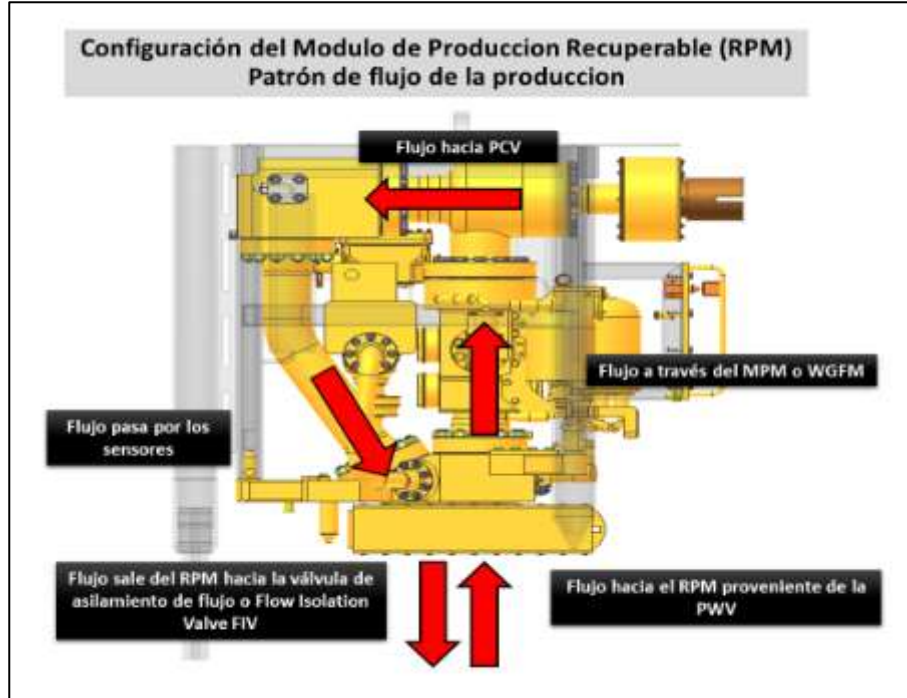 Configuración del Modulo de Produccion Recuperable (RPM)
Patrón de flujo de la produccion
Flujo hacia PCV
Flujo a través del MPM o WGFM
Flujo pasa por los
sensores
Flujo sale del RPM hacia la válvula de
asilamiento de flujo o Flow Isolation
Valve FIV
Flujo hacia el RPM proveniente de la
PWV